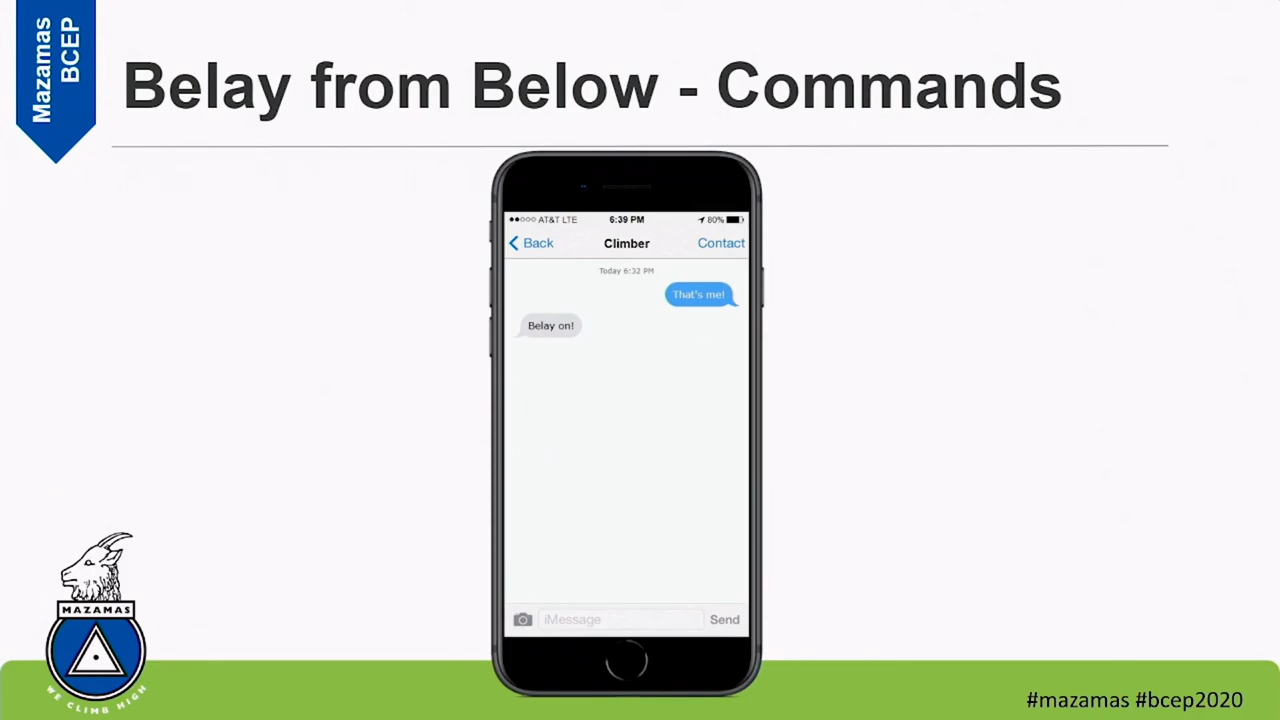 Mazamas
BCEP
Belay from Below - Commands
AT&T LTE
6:39 PM
80%
Back
Climber
Contact
Today 6:32 PM
That's me!
Belay on!
iMessage
Send
MAZAMAS
WE CLIMB HIGH
#mazamas #bcep2020